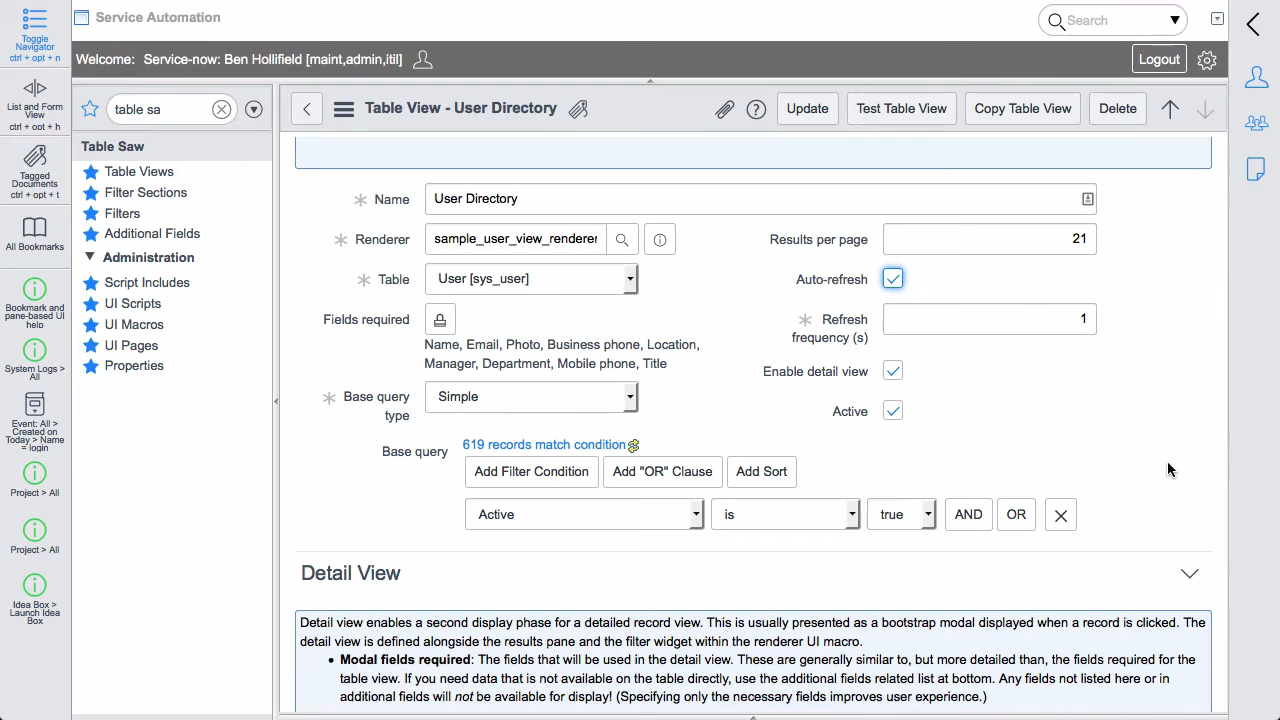 Toggle
Navigator
ctrl + opt + n
List and Form
View
ctrl + opt + h
Tagged
Documents
ctrl + opt + t
All Bookmarks
Bookmark and
pane-based UI
help
System Logs >
All
Event: All >
Created on
Today > Name
= login
Project > All
Project > All
Idea Box >
Launch Idea
Box
Service Automation
Search
Welcome: Service-now: Ben Hollifield [maint,admin,itil]
Logout
table sa
Table Saw
Table Views
Filter Sections
Filters
Additional Fields
Administration
Script Includes
UI Scripts
UI Macros
UI Pages
Properties
Table View - User Directory
Update
Test Table View
Copy Table View
Delete
Name
User Directory
Renderer
sample_user_view_renderer
Results per page
21
Table
User [sys_user]
Auto-refresh
Fields required
Name, Email, Photo, Business phone, Location,
Manager, Department, Mobile phone, Title
Refresh
frequency (s)
1
Enable detail view
Base query
type
Simple
Active
Base query
619 records match condition
Add Filter Condition
Add "OR" Clause
Add Sort
Active
is
true
AND
OR
Detail View
Detail view enables a second display phase for a detailed record view. This is usually presented as a bootstrap modal displayed when a record is clicked. The
detail view is defined alongside the results pane and the filter widget within the renderer UI macro.
• Modal fields required: The fields that will be used in the detail view. These are generally similar to, but more detailed than, the fields required for the
table view. If you need data that is not available on the table directly, use the additional fields related list at bottom. Any fields not listed here or in
additional fields will not be available for display! (Specifying only the necessary fields improves user experience.)